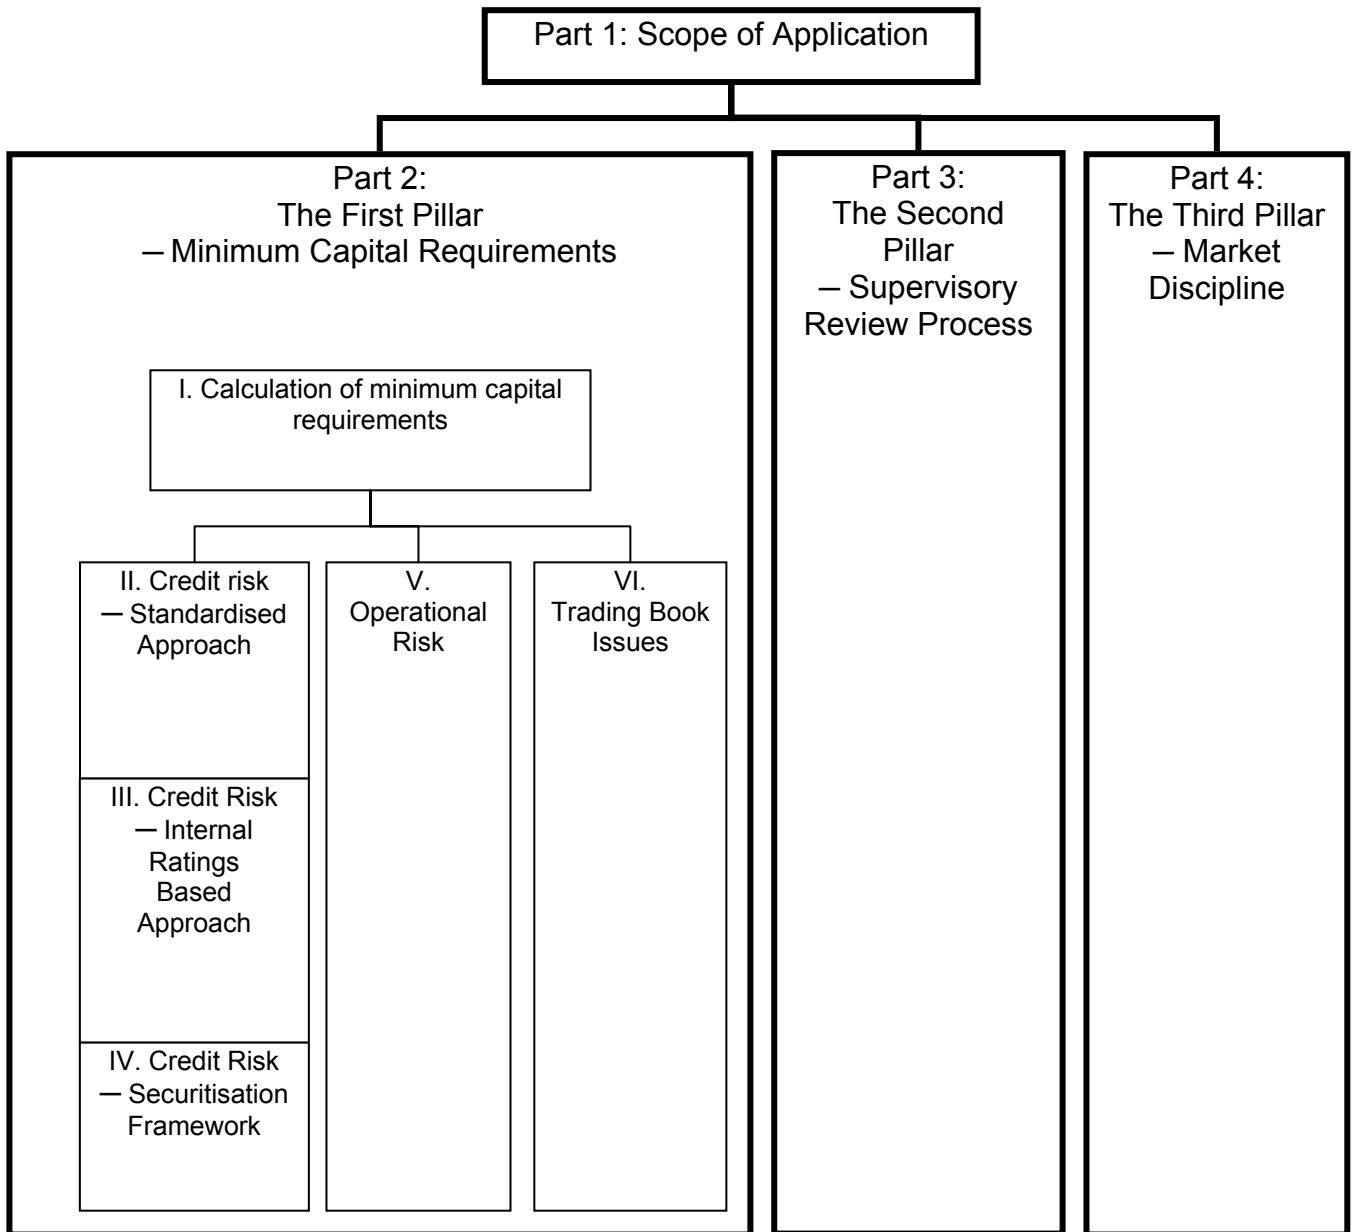 Part 1: Scope of Application
Part 2:
The First Pillar
— Minimum Capital Requirements
Part 3:
The Second
Pillar
— Supervisory
Review Process
Part 4:
The Third Pillar
— Market
Discipline
I. Calculation of minimum capital
requirements
II. Credit risk
— Standardised
Approach
III. Credit Risk
— Internal
Ratings
Based
Approach
IV. Credit Risk
— Securitisation
Framework
V.
Operational
Risk
VI.
Trading Book
Issues